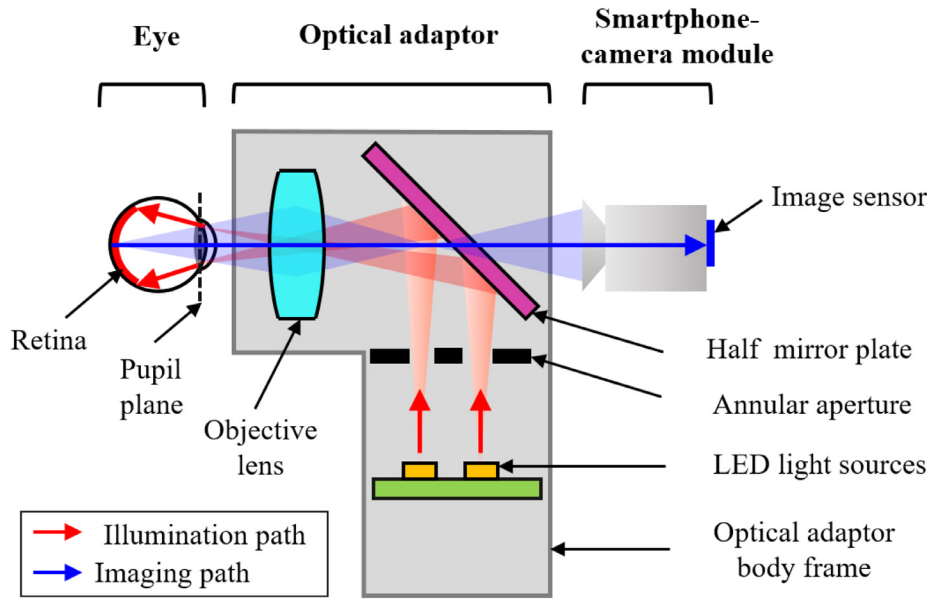 Eye
Optical adaptor
Smartphone-
camera module
Image sensor
Retina
Pupil
plane
Objective
lens
Half mirror plate
Annular aperture
LED light sources
Optical adaptor
body frame
Illumination path
Imaging path